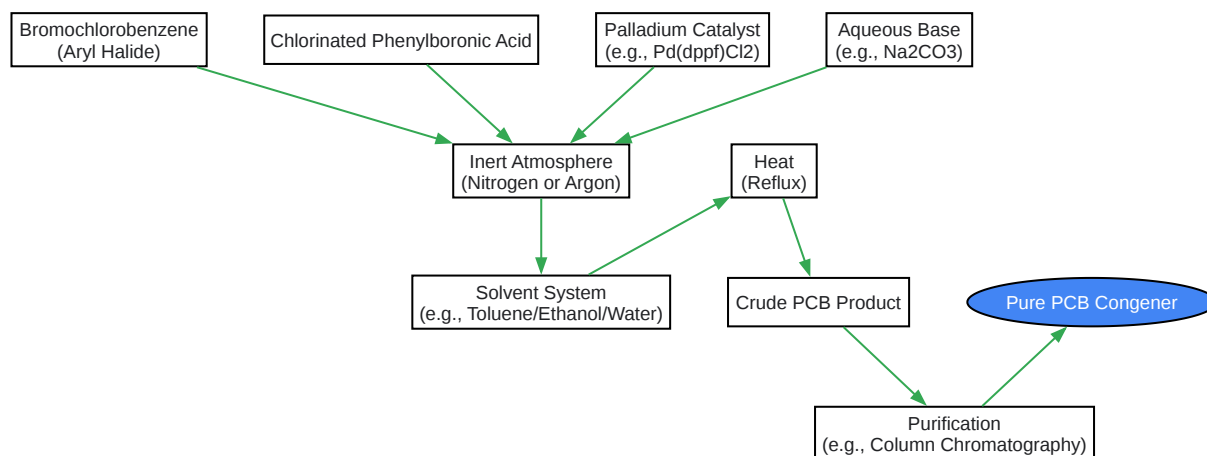 Bromochlorobenzene
(Aryl Halide)
Chlorinated Phenylboronic Acid
Palladium Catalyst
(e.g., Pd(dppf)Cl2)
Aqueous Base
(e.g., Na2CO3)
Inert Atmosphere
(Nitrogen or Argon)
Heat
(Reflux)
Solvent System
(e.g., Toluene/Ethanol/Water)
Crude PCB Product
Pure PCB Congener
Purification
(e.g., Column Chromatography)